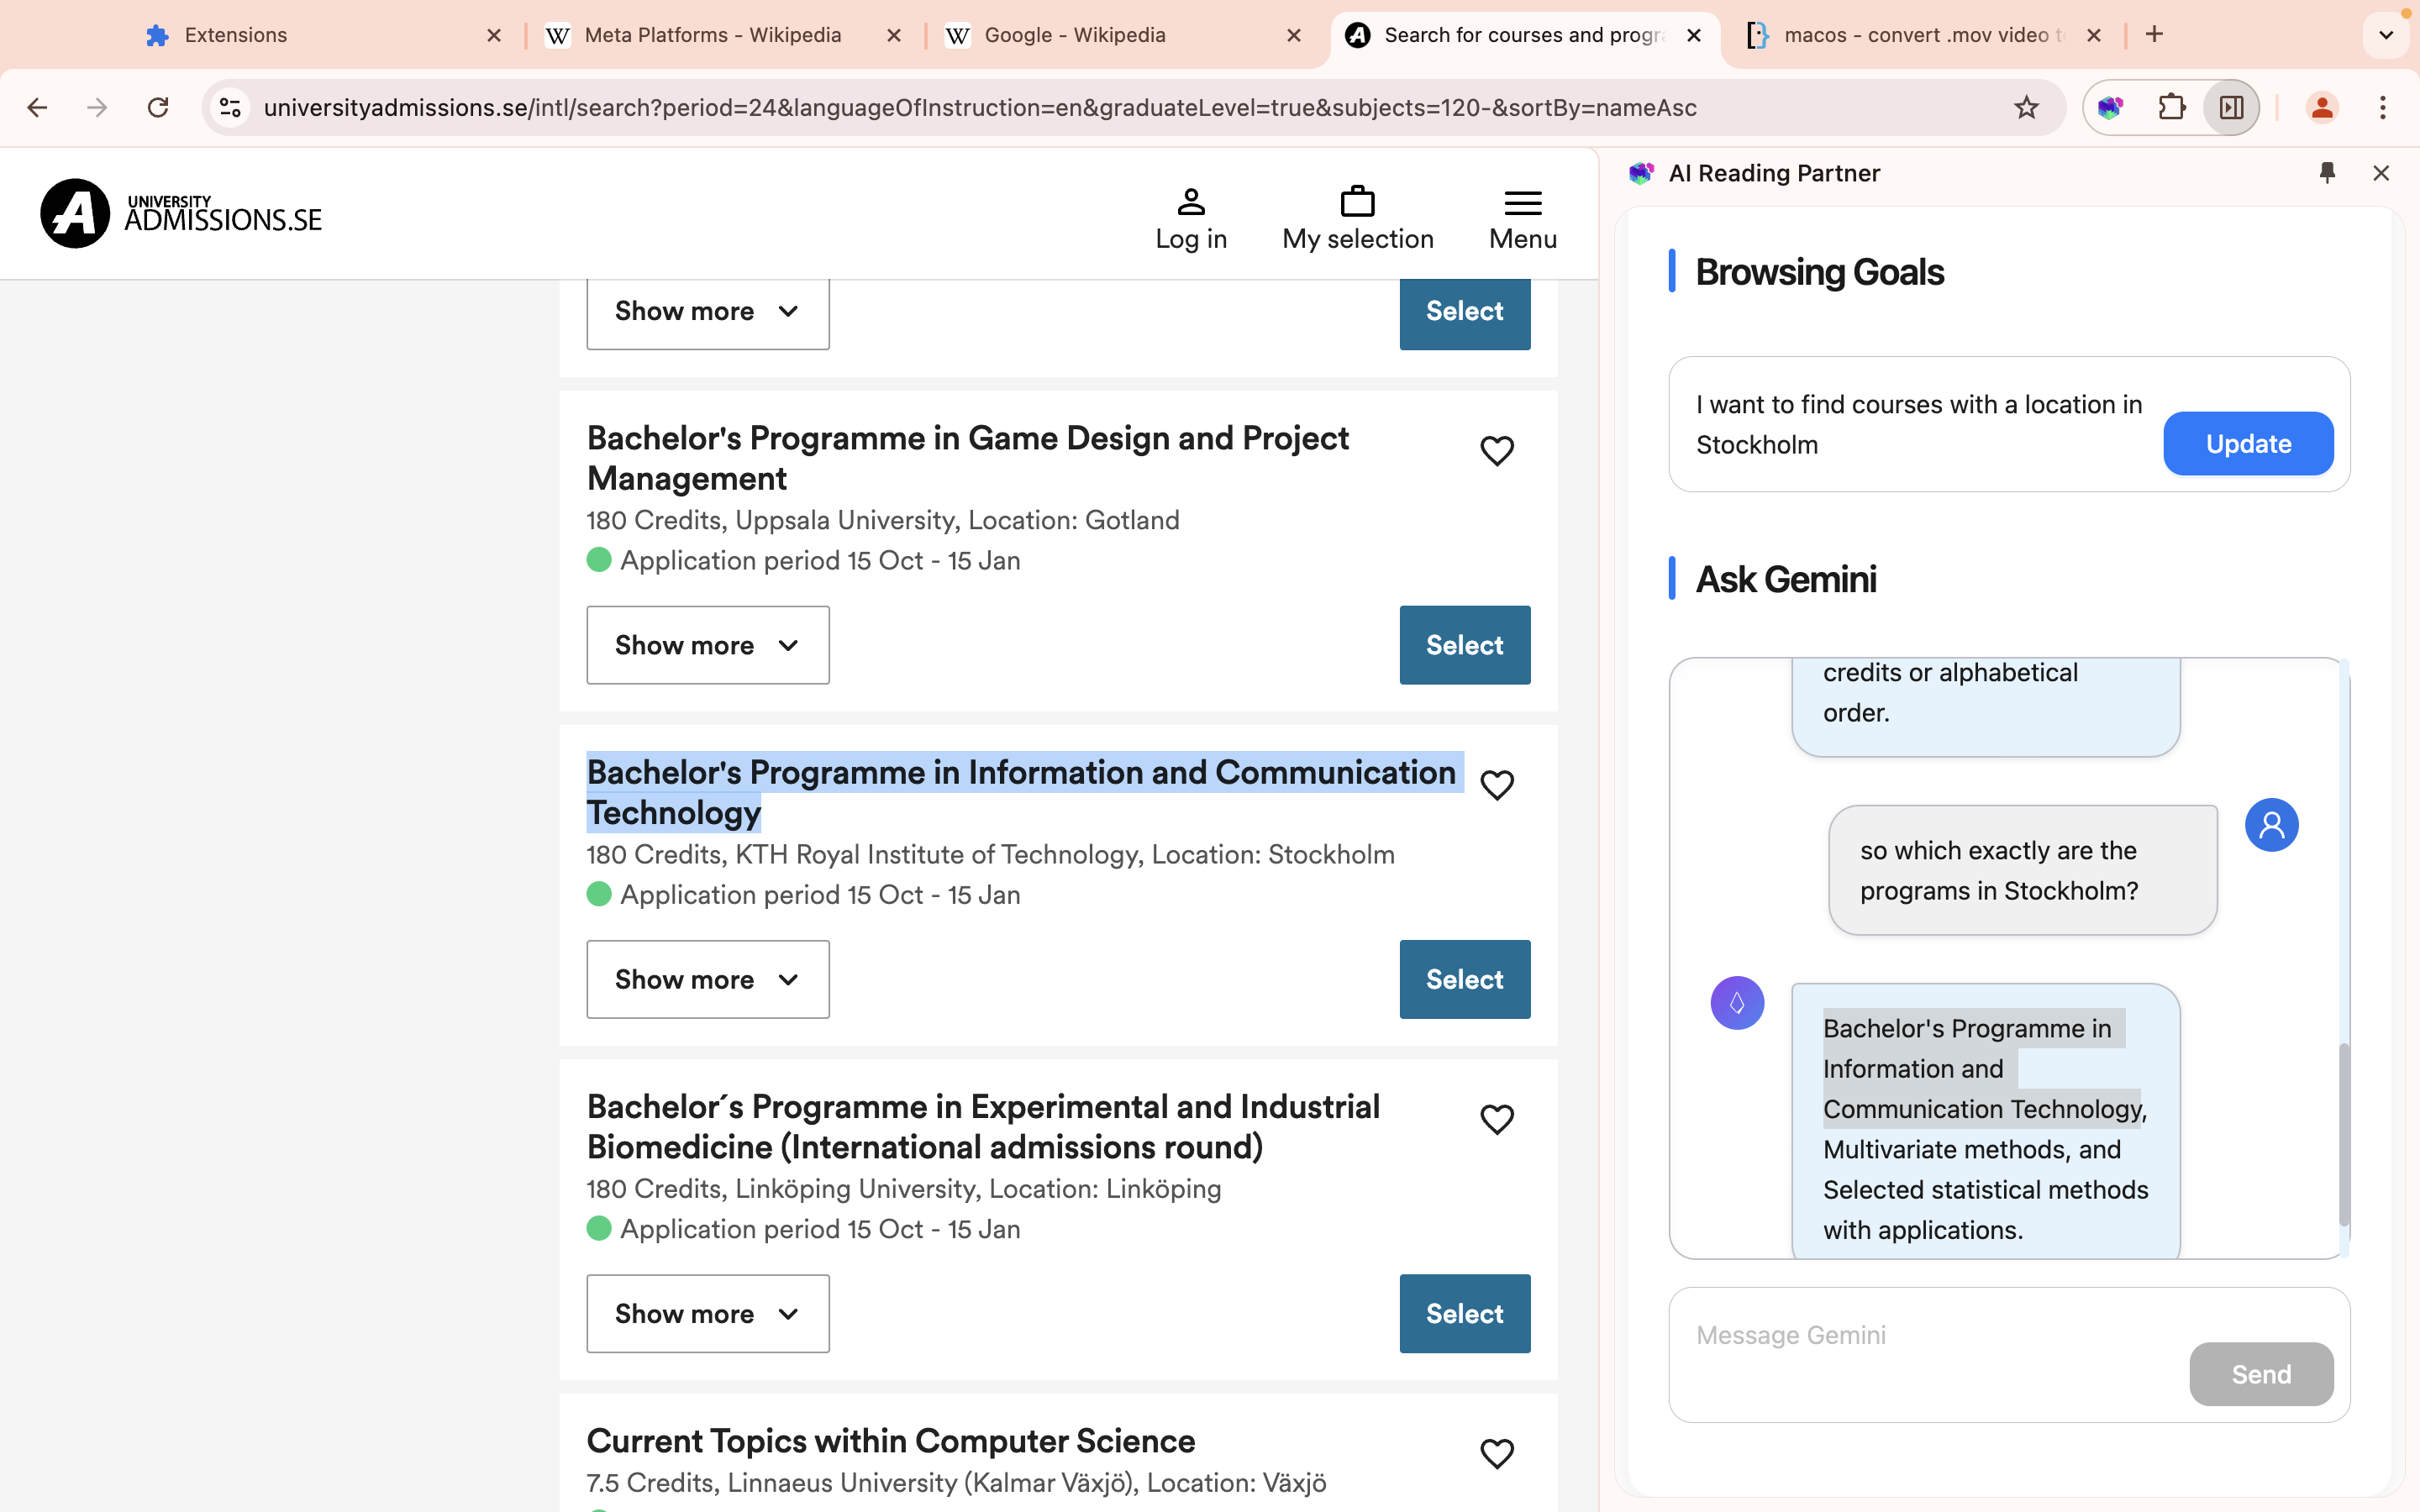 Extensions
Meta Platforms - Wikipedia
Google - Wikipedia
Search for courses and progra
macos - convert .mov video t
universityadmissions.se/intl/search?period=24&languageOfInstruction=en&graduateLevel=true&subjects=120-&sortBy=nameAsc
UNIVERSITY
ADMISSIONS.SE
Log in
My selection
Menu
Show more
Select
Bachelor's Programme in Game Design and Project
Management
180 Credits, Uppsala University, Location: Gotland
Application period 15 Oct - 15 Jan
Show more
Select
Bachelor's Programme in Information and Communication
Technology
180 Credits, KTH Royal Institute of Technology, Location: Stockholm
Application period 15 Oct - 15 Jan
Show more
Select
Bachelor´s Programme in Experimental and Industrial
Biomedicine (International admissions round)
180 Credits, Linköping University, Location: Linköping
Application period 15 Oct - 15 Jan
Show more
Select
Current Topics within Computer Science
7.5 Credits, Linnaeus University (Kalmar Växjö), Location: Växjö
AI Reading Partner
Browsing Goals
I want to find courses with a location in
Stockholm
Update
Ask Gemini
credits or alphabetical
order.
so which exactly are the
programs in Stockholm?
Bachelor's Programme in
Information and
Communication Technology,
Multivariate methods, and
Selected statistical methods
with applications.
Message Gemini
Send